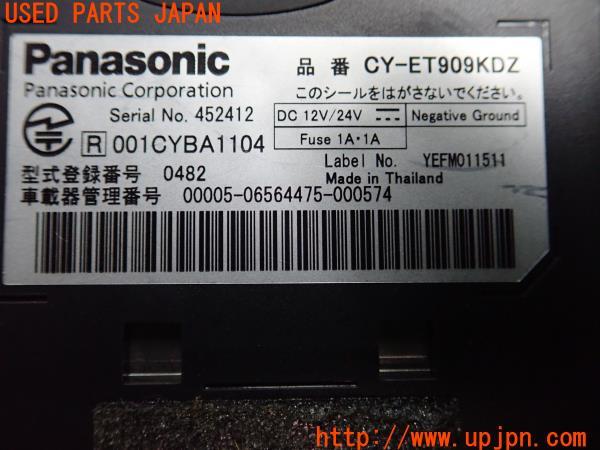 USED PARTS JAPAN
Panasonic
品番 CY-ET909KDZ
Panasonic Corporation
このシールをはがさないでください。
Serial No. 452412
DC 12V/24V
Negative Ground
R 001CYBA1104
Fuse 1A・1A
Label No. YEFM011511
型式登録番号 0482
Made in Thailand
車載器管理番号 00005-06564475-000574
http://www.upjpn.com